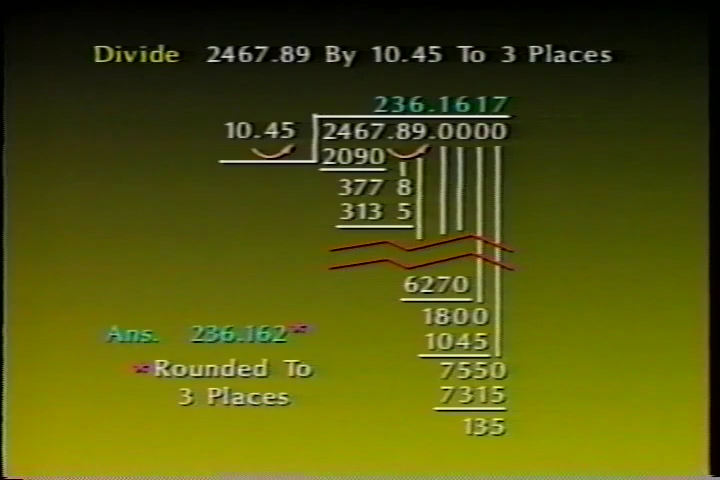 Divide 2467.89 By 10.45 To 3 Places
236.1617
10.45 2467.89.0000
2090
377 8
313 5
6270
1800
Ans. 236.162*
1045
*Rounded To
7550
3 Places
7315
135